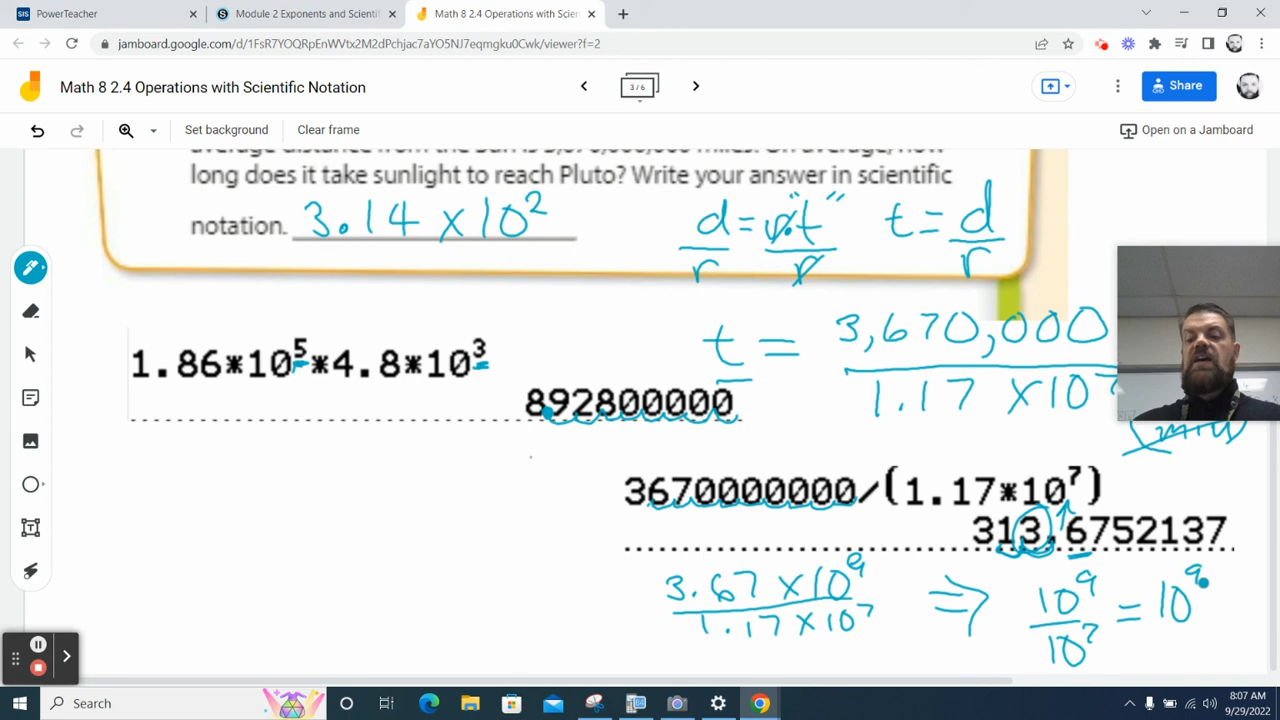 PowerTeacher
Module 2 Exponents and Scientifi
Math 8 2.4 Operations with Scien
jamboard.google.com/d/1FsR7YOQRpEnWVtx2M2dPchjac7aYO5NJ7eqmgku0Cwk/viewer?f=2
Math 8 2.4 Operations with Scientific Notation
3 / 6
Share
Set background
Clear frame
Open on a Jamboard
long does it take sunlight to reach Pluto? Write your answer in scientific
notation. 3.14 x 10²
d = r·"t"
r r
t = d
r
1.86*10⁵*4.8*10³
892800000
t = 3,670,000
1.17 x10⁷
3670000000/(1.17*10⁷)
313.6752137
3.67 x 10⁹
1.17 x 10⁷
⇒ 10⁹
10⁷
= 10⁹
Search
8:07 AM
9/29/2022